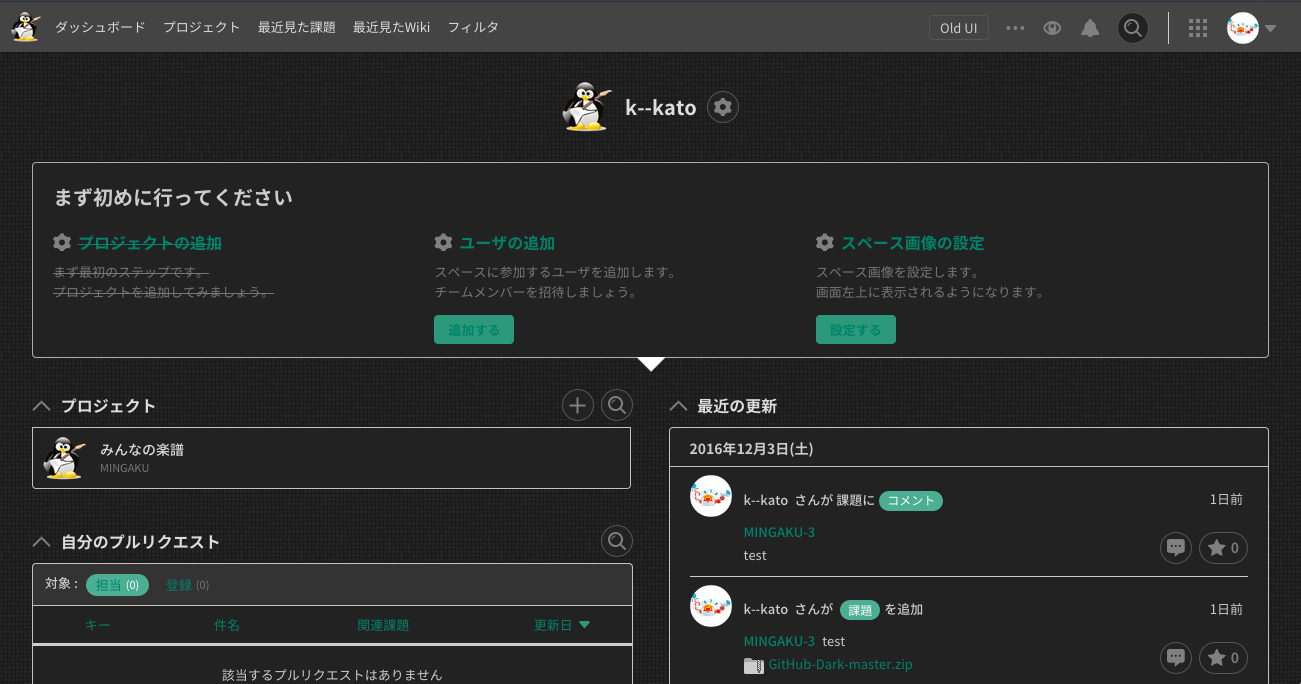 ダッシュボード プロジェクト 最近見た課題 最近見たWiki フィルタ Old UI
k--kato
まず初めに行ってください
プロジェクトの追加
まず最初のステップです。
プロジェクトを追加してみましょう。
ユーザの追加
スペースに参加するユーザを追加します。
チームメンバーを招待しましょう。
追加する
スペース画像の設定
スペース画像を設定します。
画面左上に表示されるようになります。
設定する
プロジェクト
みんなの楽譜
MINGAKU
自分のプルリクエスト
対象: 担当 (0) 登録 (0)
キー 件名 関連課題 更新日
該当するプルリクエストはありません
最近の更新
2016年12月3日(土)
k--kato さんが 課題に コメント 1日前
MINGAKU-3
test
0
k--kato さんが 課題 を追加 1日前
MINGAKU-3 test
GitHub-Dark-master.zip
0